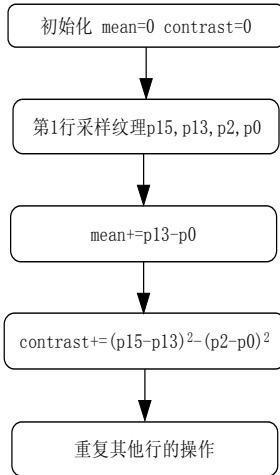 初始化 mean=0 contrast=0
第1行采样纹理p15,p13,p2,p0
mean+=p13-p0
contrast+=(p15-p13)²-(p2-p0)²
重复其他行的操作